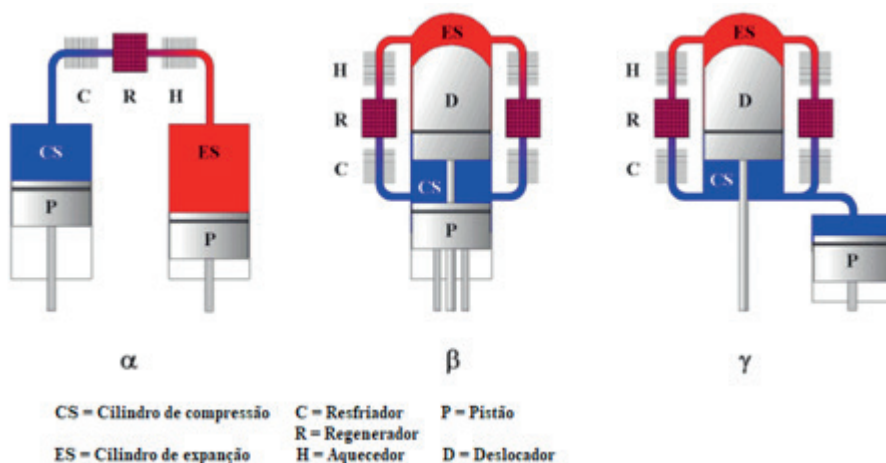 ES
ES
H
H
D
D
C R H
R
R
CS
ES
C
C
CS
CS
P
P
P
P
α
β
γ
CS = Cilindro de compressão C = Resfriador P = Pistão
R = Regenerador
ES = Cilindro de expanção H = Aquecedor D = Deslocador